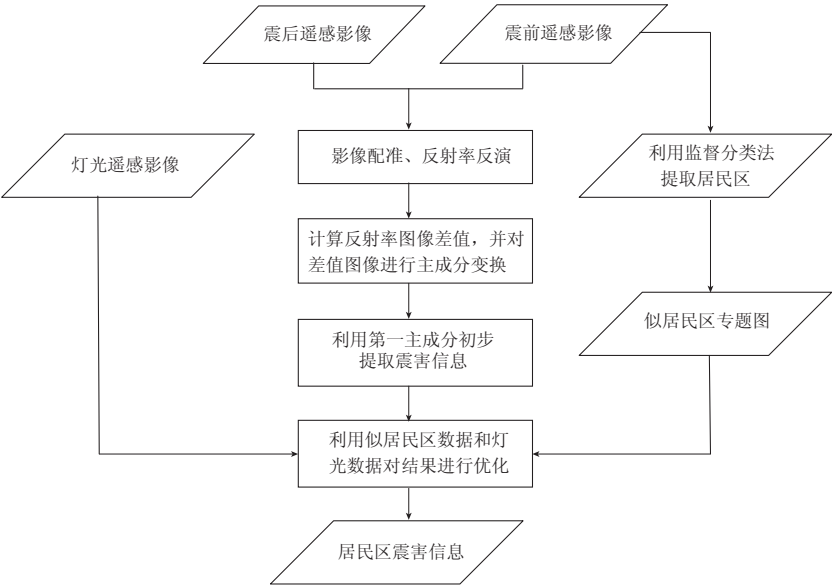 震后遥感影像
震前遥感影像
灯光遥感影像
影像配准、反射率反演
利用监督分类法
提取居民区
计算反射率图像差值，并对
差值图像进行主成分变换
利用第一主成分初步
提取震害信息
似居民区专题图
利用似居民区数据和灯
光数据对结果进行优化
居民区震害信息